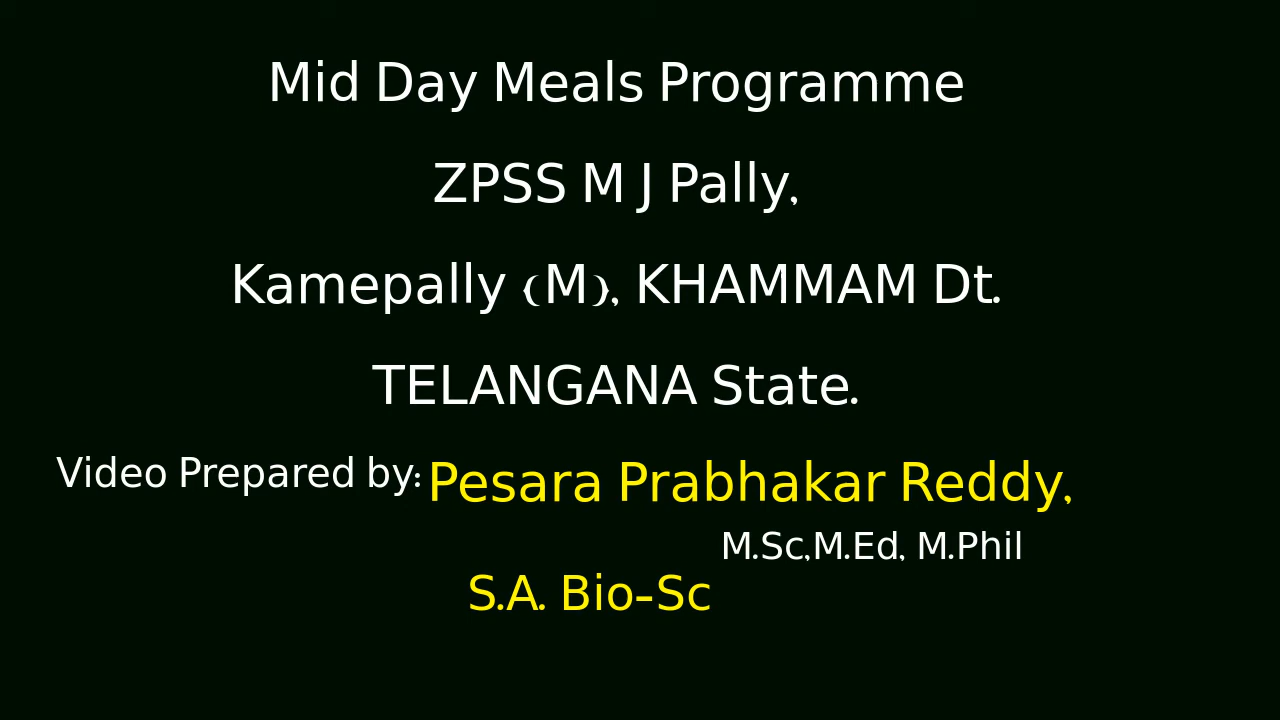 Mid Day Meals Programme
ZPSS M J Pally,
Kamepally (M), KHAMMAM Dt.
TELANGANA State.
Video Prepared by: Pesara Prabhakar Reddy,
M.Sc,M.Ed, M.Phil
S.A. Bio-Sc